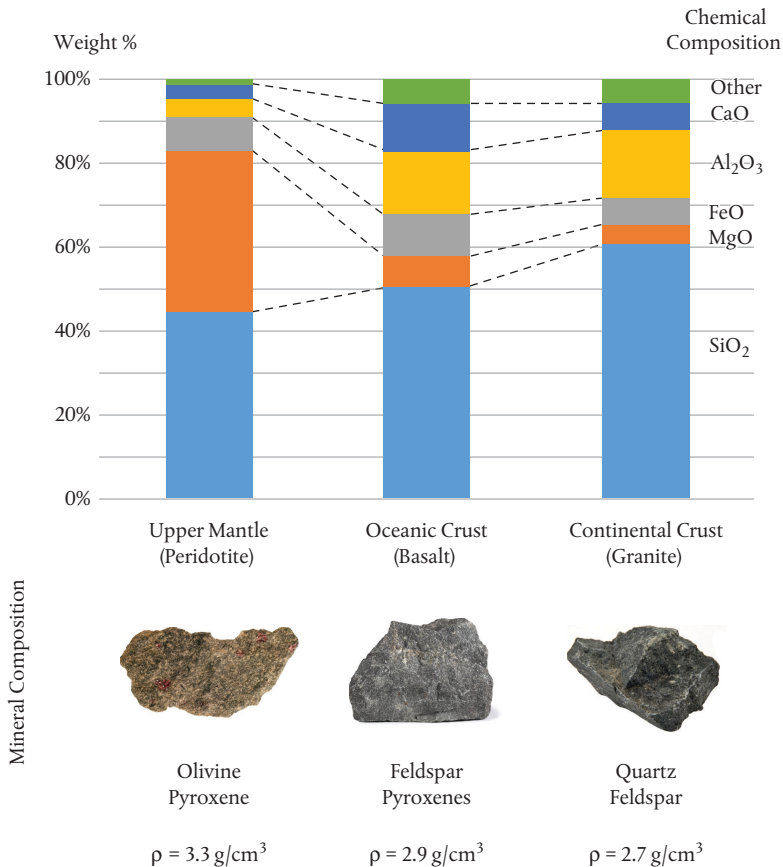 Weight %
Chemical
Composition
100%
80%
60%
40%
20%
0%
Other
CaO
Al₂O₃
FeO
MgO
SiO₂
Upper Mantle
(Peridotite)
Oceanic Crust
(Basalt)
Continental Crust
(Granite)
Mineral Composition
Olivine
Pyroxene
Feldspar
Pyroxenes
Quartz
Feldspar
ρ = 3.3 g/cm³
ρ = 2.9 g/cm³
ρ = 2.7 g/cm³